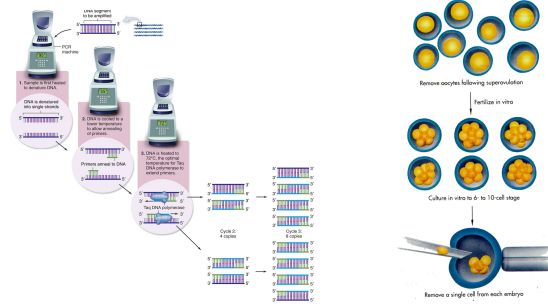 DNA segment
to be amplified
PCR
machine
1. Sample is first heated
to denature DNA.
DNA is denatured
into single strands
5' 3'
3' 5'
2. DNA is cooled to a
lower temperature
to allow annealing
of primers.
Primers anneal to DNA
3. DNA is heated to
72°C, the optimal
temperature for Taq
DNA polymerase to
extend primers.
Taq DNA polymerase
Cycle 2:
4 copies
Cycle 3:
8 copies
Remove oocytes following superovulation
Fertilize in vitro
Culture in vitro to 6- to 10-cell stage
Remove a single cell from each embryo